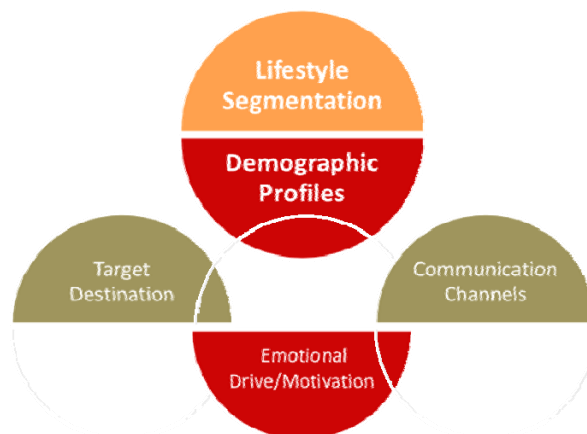 Lifestyle
Segmentation
Demographic
Profiles
Target
Destination
Communication
Channels
Emotional
Drive/Motivation